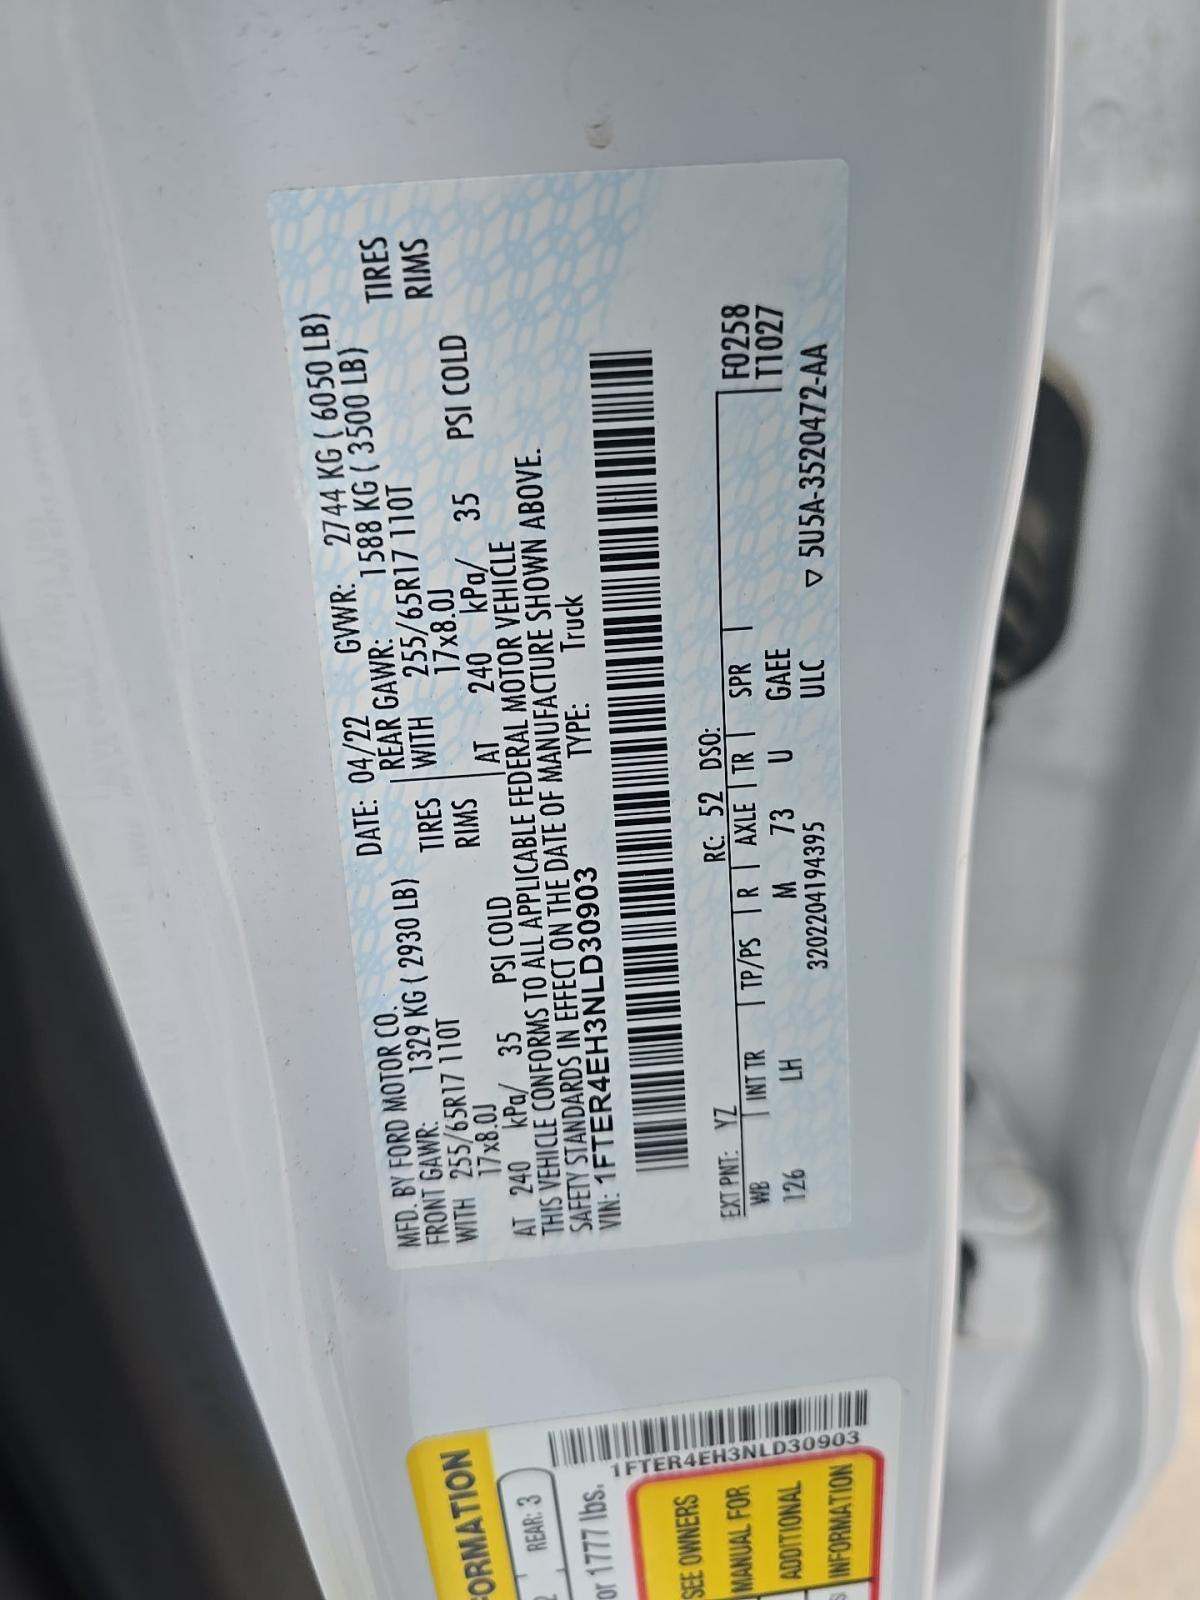 MFD. BY FORD MOTOR CO. DATE: 04/22 GVWR: 2744 KG ( 6050 LB)
FRONT GAWR: 1329 KG ( 2930 LB) REAR GAWR: 1588 KG ( 3500 LB)
WITH 255/65R17 110T TIRES WITH 255/65R17 110T TIRES
17x8.0J RIMS 17x8.0J RIMS
AT 240 kPa/ 35 PSI COLD AT 240 kPa/ 35 PSI COLD
THIS VEHICLE CONFORMS TO ALL APPLICABLE FEDERAL MOTOR VEHICLE
SAFETY STANDARDS IN EFFECT ON THE DATE OF MANUFACTURE SHOWN ABOVE.
VIN: 1FTER4EH3NLD30903 TYPE: Truck
EXT PNT: YZ RC: 52 DSO:
WB INT TR TP/PS R AXLE TR SPR F0258
126 LH M 73 U GAEE T1027
3202204194395 ULC ▽ 5U5A-3520472-AA
ORMATION
REAR: 3
or 1777 lbs.
1FTER4EH3NLD30903
SEE OWNERS
MANUAL FOR
ADDITIONAL
INFORMATION